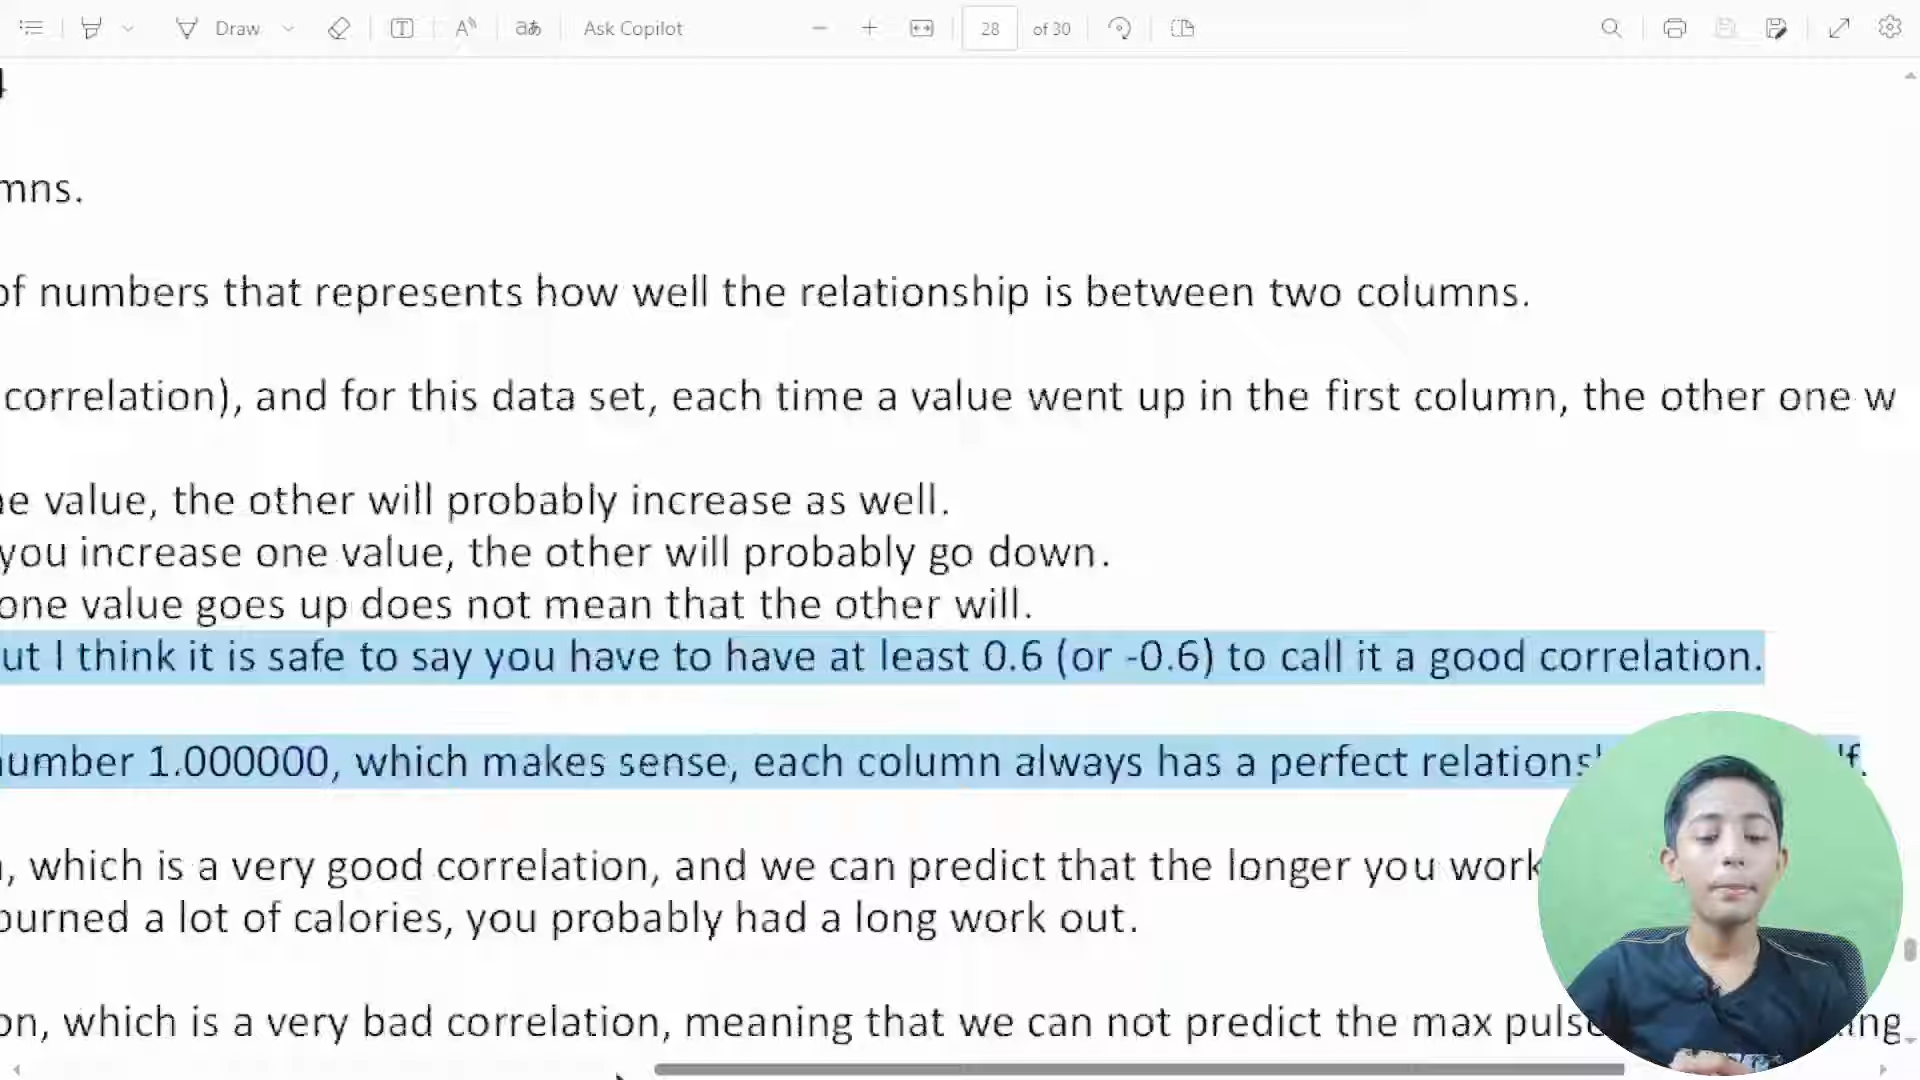 Draw
Ask Copilot
28 of 30
mns.
of numbers that represents how well the relationship is between two columns.
correlation), and for this data set, each time a value went up in the first column, the other one w
value, the other will probably increase as well.
you increase one value, the other will probably go down.
one value goes up does not mean that the other will.
ut I think it is safe to say you have to have at least 0.6 (or -0.6) to call it a good correlation.
number 1.000000, which makes sense, each column always has a perfect
, which is a very good correlation, and we can predict that the longer you work
burned a lot of calories, you probably had a long work out.
on, which is a very bad correlation, meaning that we can not predict the max